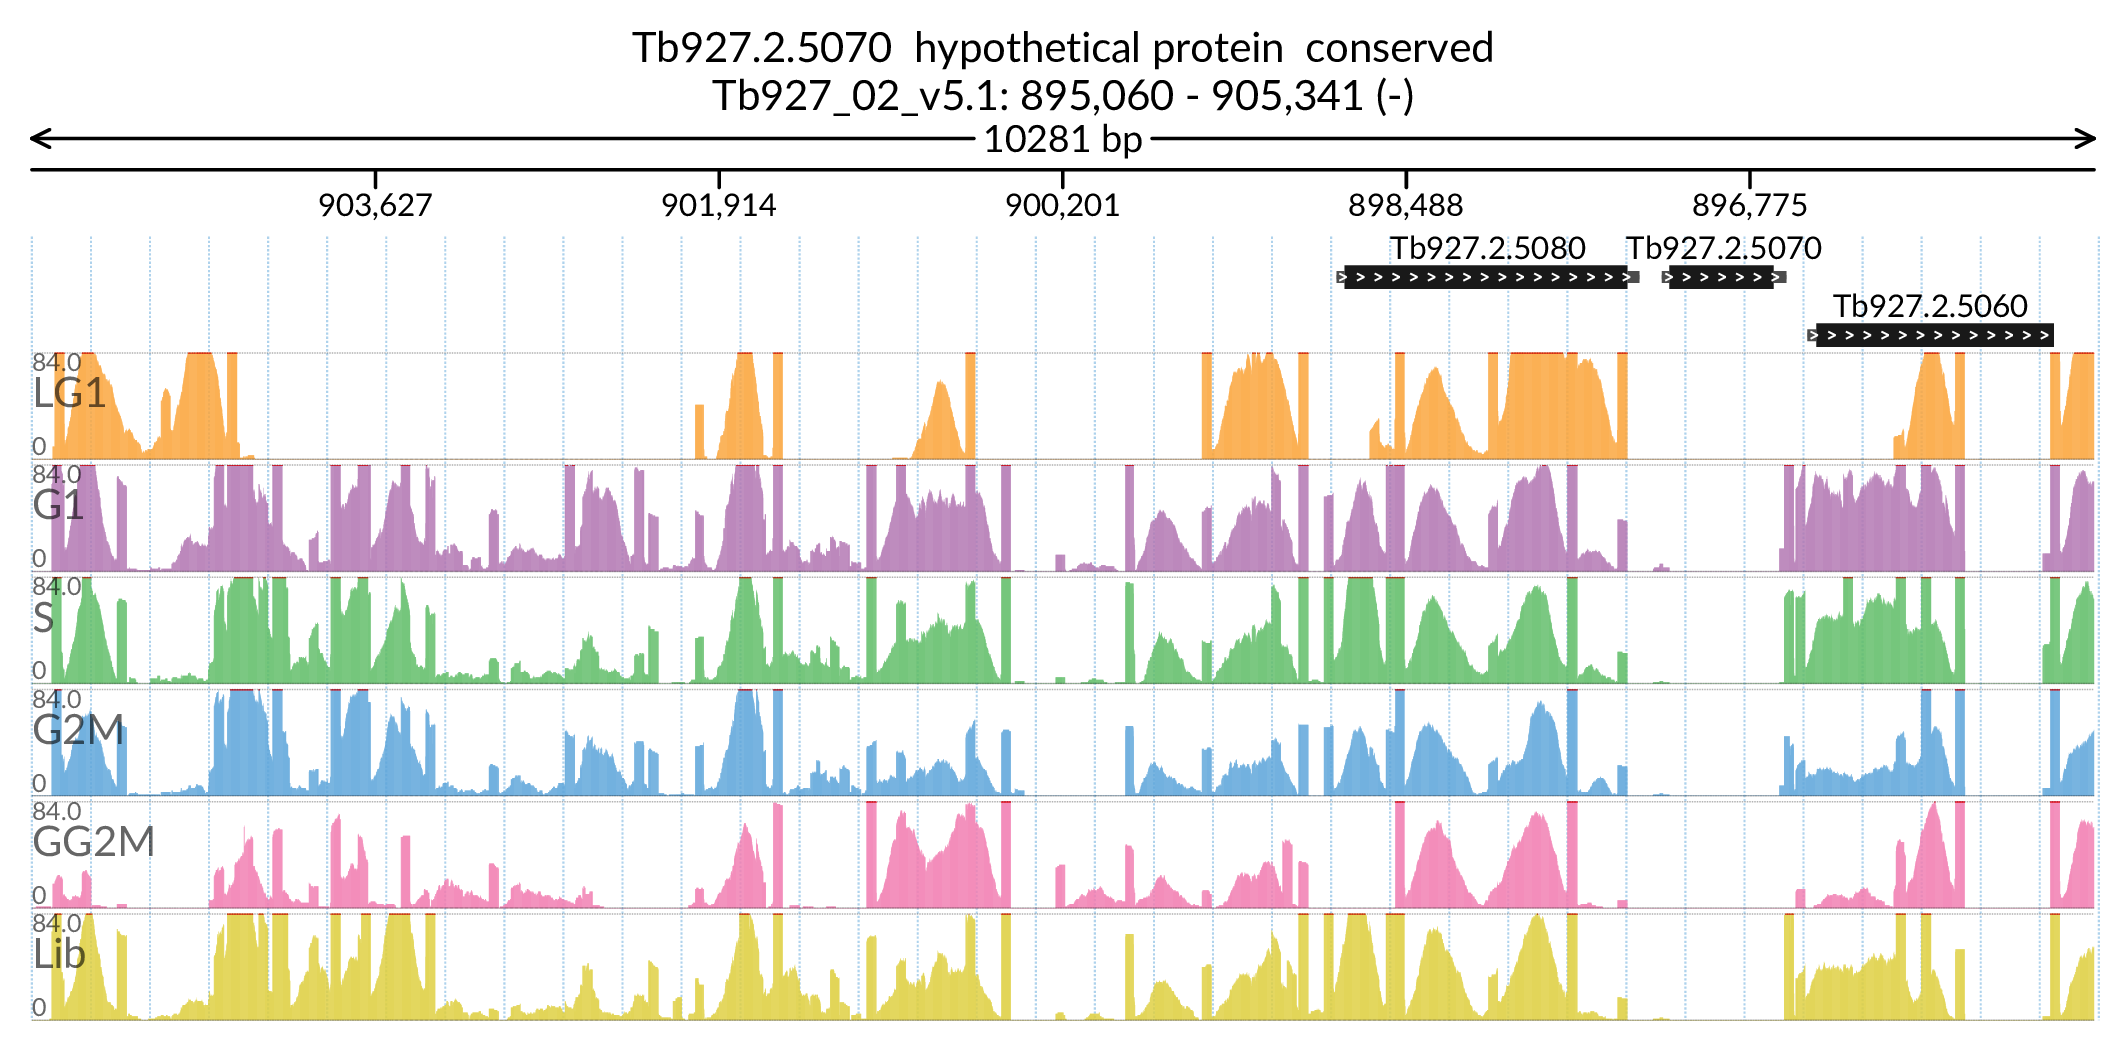 Tb927.2.5070 hypothetical protein conserved
Tb927_02_v5.1: 895,060 - 905,341 (-)
10281 bp
903,627 901,914 900,201 898,488 896,775
Tb927.2.5080 Tb927.2.5070
Tb927.2.5060
84.0
LG1
0
84.0
G1
0
84.0
S
0
84.0
G2M
0
84.0
GG2M
0
84.0
Lib
0